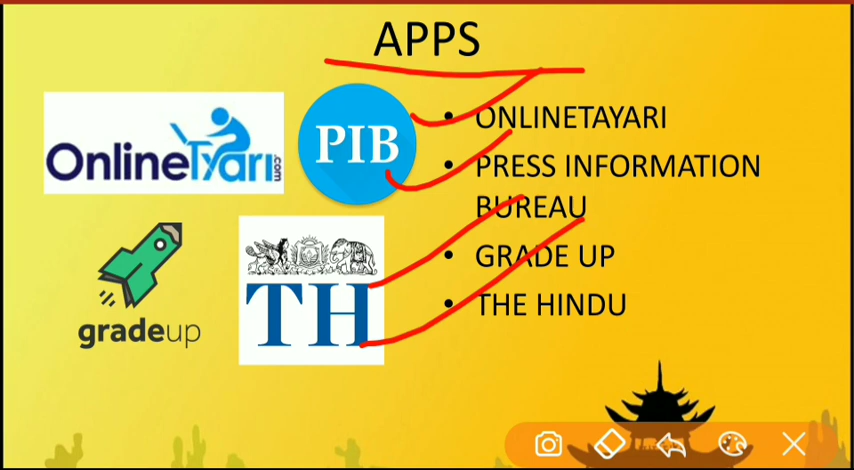 APPS
OnlineTyari.com
PIB
gradeup
TH
• ONLINETAYARI
• PRESS INFORMATION
BUREAU
• GRADE UP
• THE HINDU